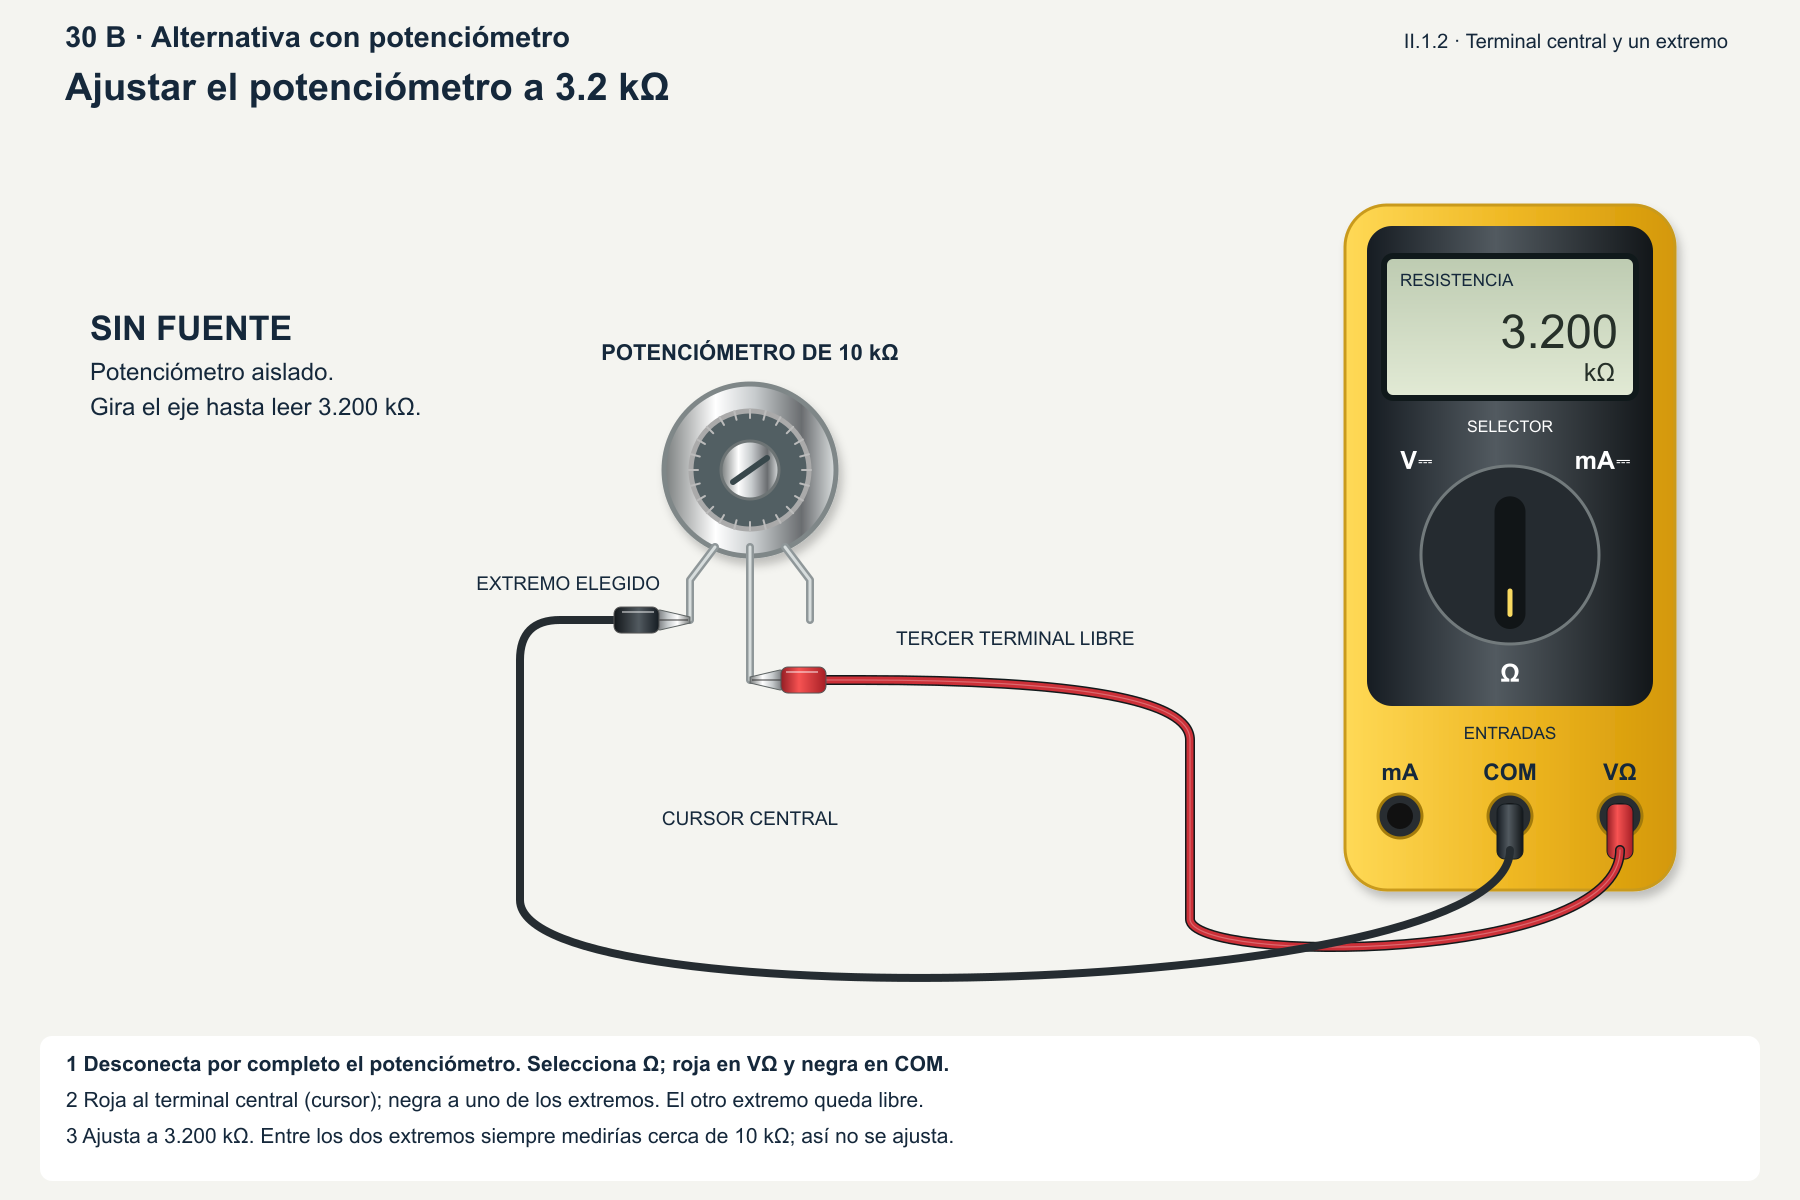 30 B · Alternativa con potenciómetro
II.1.2 · Terminal central y un extremo
Ajustar el potenciómetro a 3.2 kΩ
SIN FUENTE
Potenciómetro aislado.
Gira el eje hasta leer 3.200 kΩ.
POTENCIÓMETRO DE 10 kΩ
EXTREMO ELEGIDO
TERCER TERMINAL LIBRE
CURSOR CENTRAL
RESISTENCIA
3.200
kΩ
SELECTOR
V⎓
mA⎓
Ω
ENTRADAS
mA
COM
VΩ
1 Desconecta por completo el potenciómetro. Selecciona Ω; roja en VΩ y negra en COM.
2 Roja al terminal central (cursor); negra a uno de los extremos. El otro extremo queda libre.
3 Ajusta a 3.200 kΩ. Entre los dos extremos siempre medirías cerca de 10 kΩ; así no se ajusta.